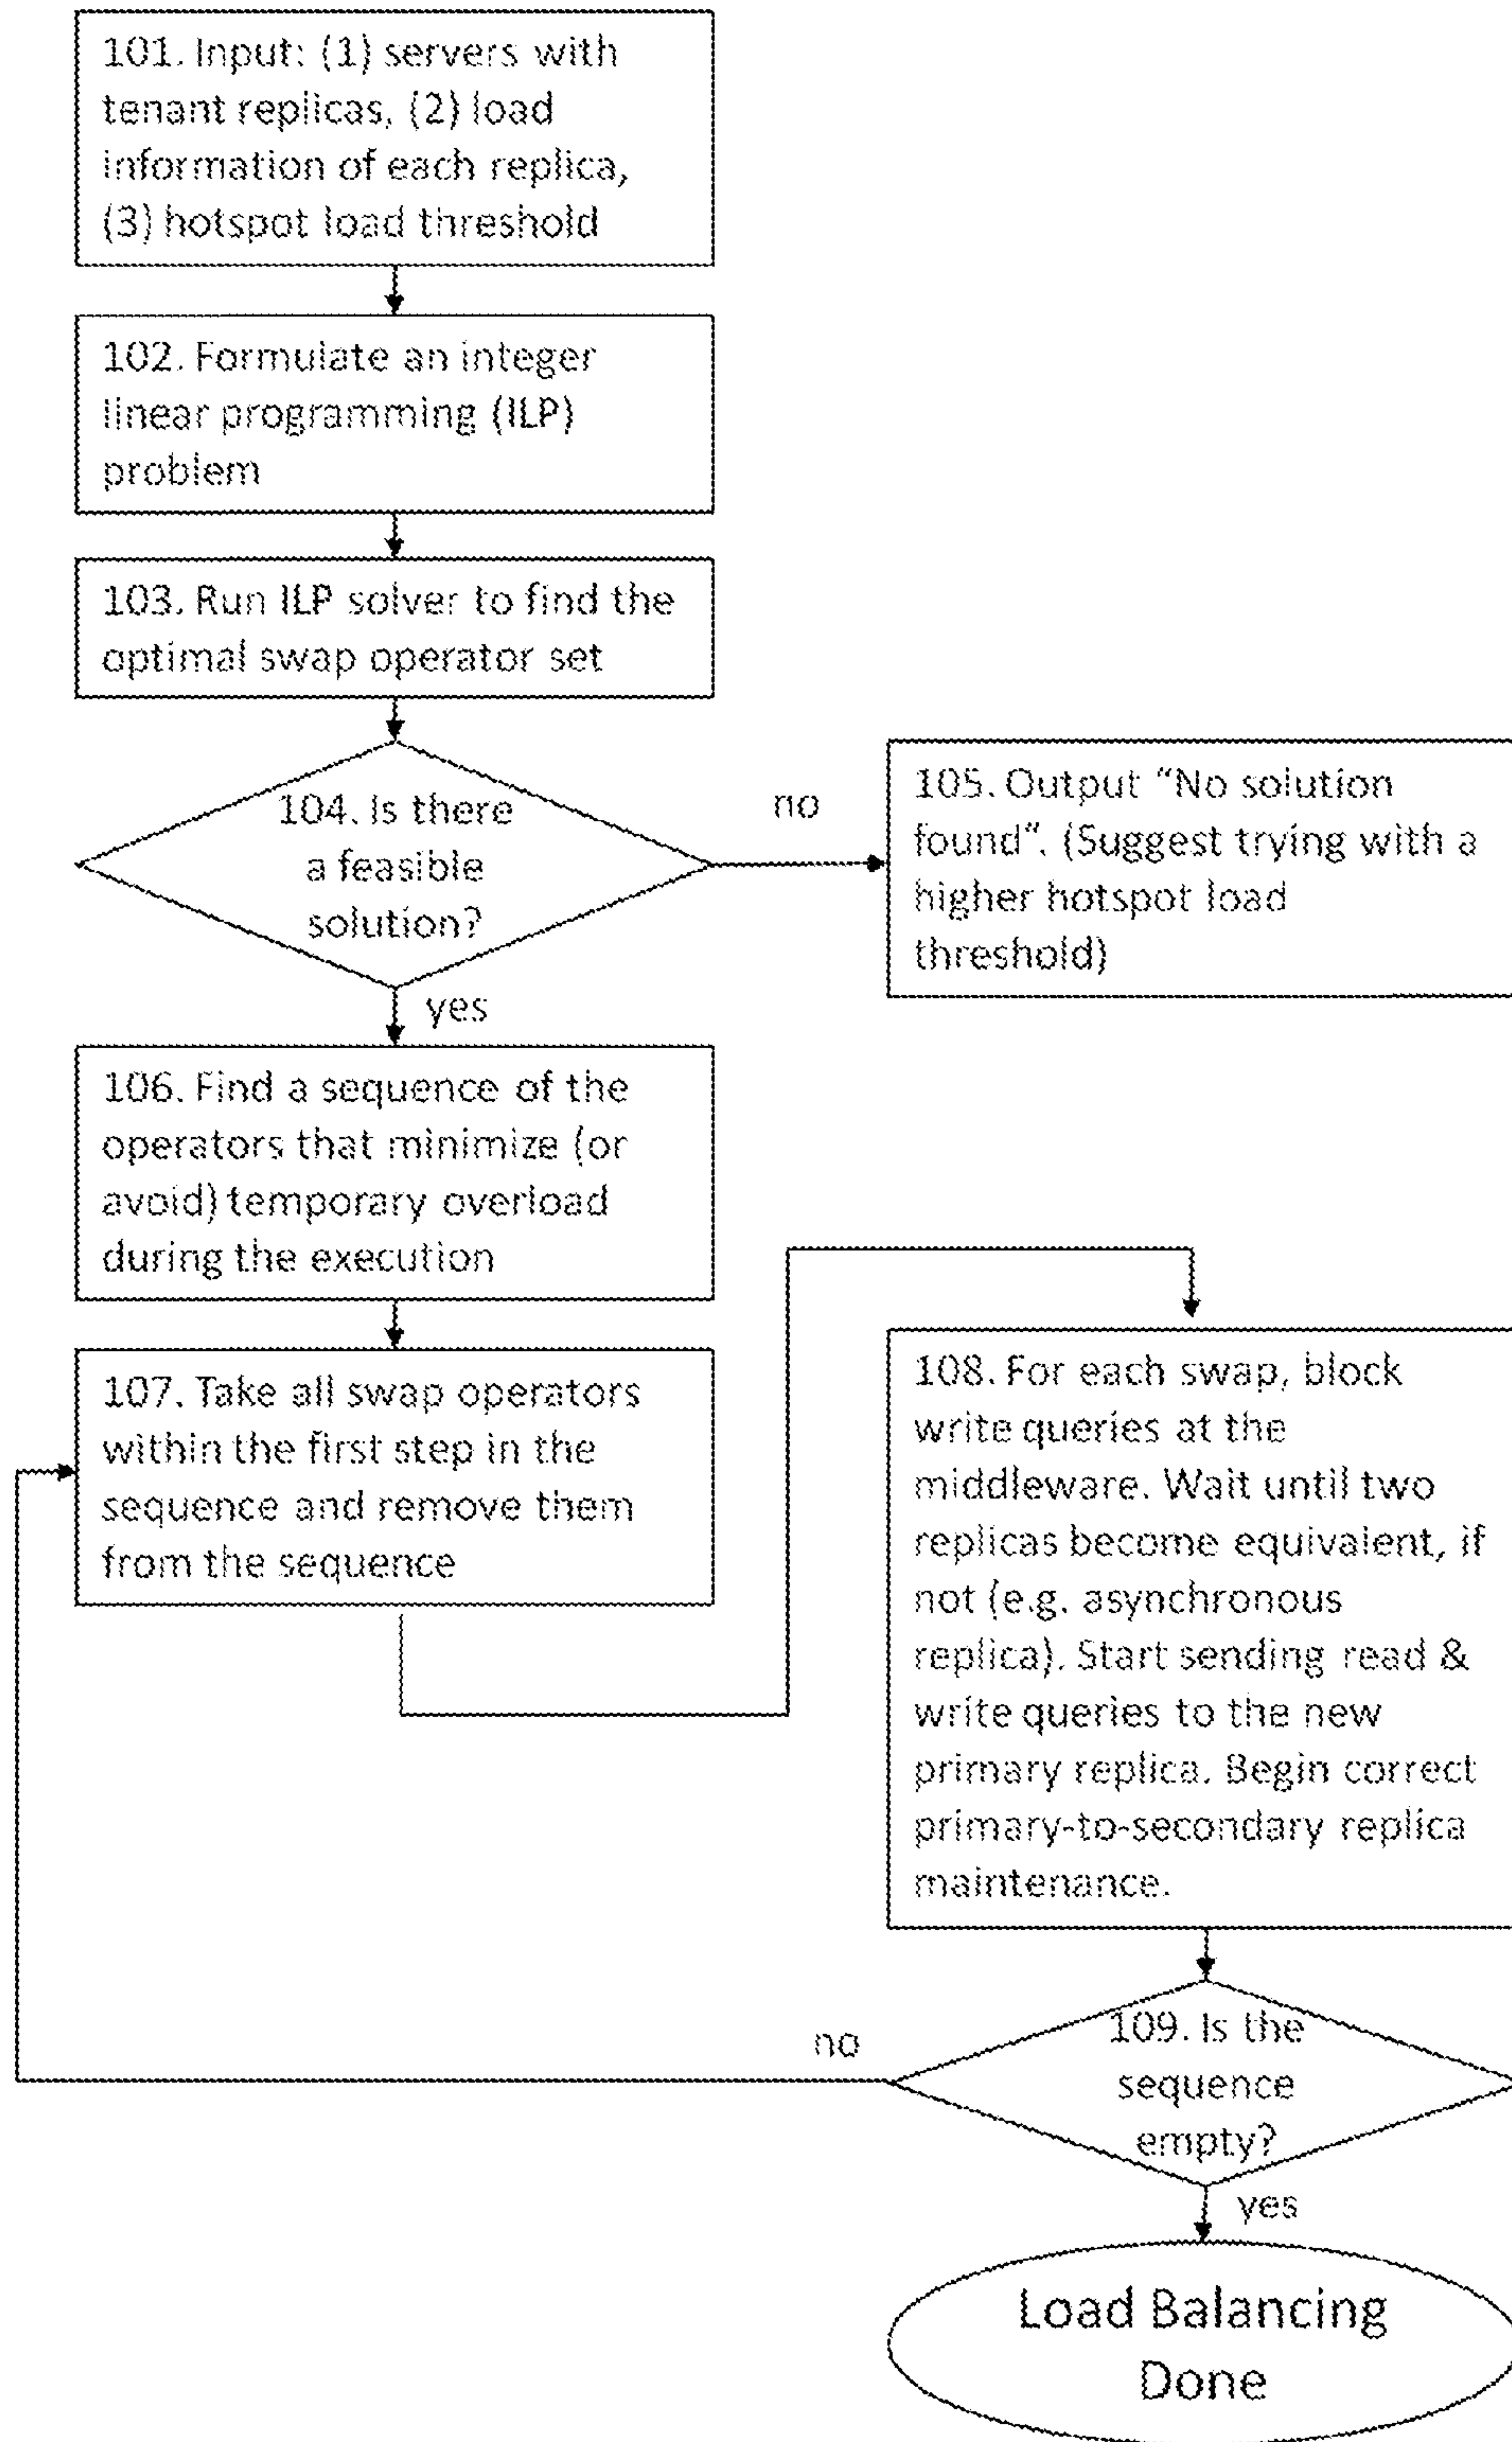 101. Input: (1) servers with
tenant replicas, (2) load
information of each replica,
(3) hotspot load threshold
102. Formulate an integer
linear programming (ILP)
problem
103. Run ILP solver to find the
optimal swap operator set
104. Is there
a feasible
solution?
no
105. Output “No solution
found“. (Suggest trying with a
higher hotspot load
threshold)
yes
106. Find a sequence of the
operators that minimize (or
avoid) temporary overload
during the execution
107. Take all swap operators
within the first step in the
sequence and remove them
from the sequence
108. For each swap, block
write queries at the
middleware. Wait until two
replicas become equivalent, if
not (e.g. asynchronous
replica). Start sending read &
write queries to the new
primary replica. Begin correct
primary-to-secondary replica
maintenance.
109. Is the
sequence
empty?
no
yes
Load Balancing
Done